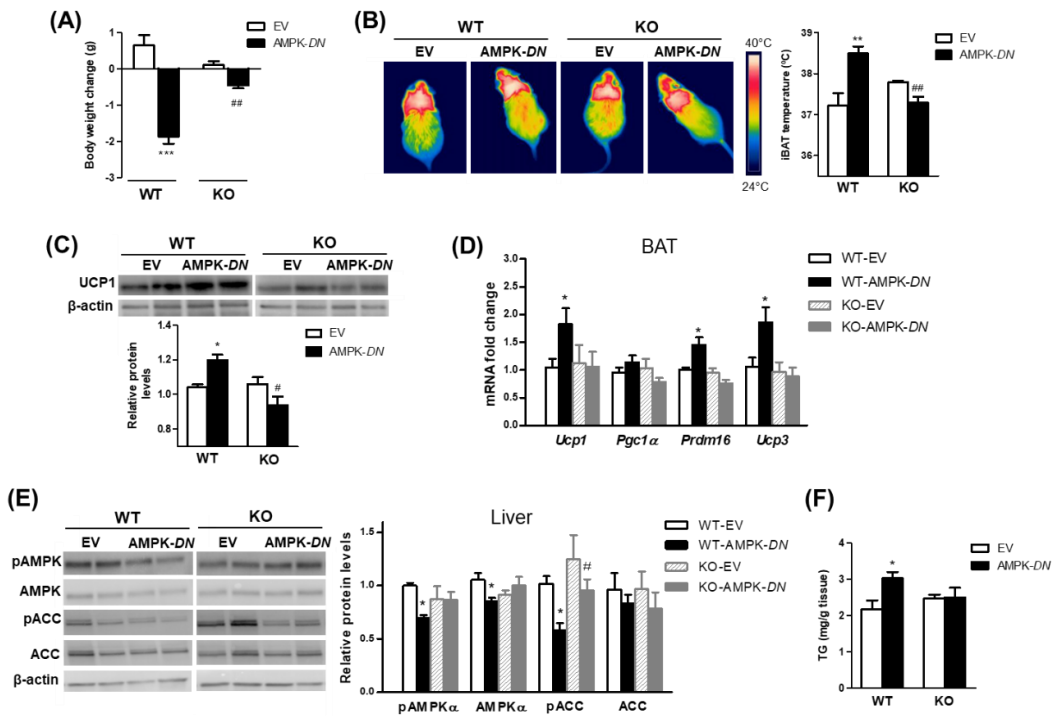 (A)
EV
AMPK-DN
Body weight change (g)
1
0
-1
-2
-3
***
##
WT
KO
(B)
WT
KO
EV
AMPK-DN
EV
AMPK-DN
40°C
24°C
EV
AMPK-DN
iBAT temperature (°C)
39
38
37
36
**
##
WT
KO
(C)
WT
KO
EV
AMPK-DN
EV
AMPK-DN
UCP1
β-actin
EV
AMPK-DN
Relative protein
levels
1.4
1.2
1.0
0.8
*
#
WT
KO
(D)
BAT
mRNA fold change
3.0
2.5
2.0
1.5
1.0
0.5
0.0
*
*
*
Ucp1
Pgc1α
Prdm16
Ucp3
WT-EV
WT-AMPK-DN
KO-EV
KO-AMPK-DN
(E)
WT
KO
EV
AMPK-DN
EV
AMPK-DN
pAMPK
AMPK
pACC
ACC
β-actin
Liver
Relative protein levels
1.5
1.0
0.5
0.0
*
*
*
#
pAMPKα
AMPKα
pACC
ACC
WT-EV
WT-AMPK-DN
KO-EV
KO-AMPK-DN
(F)
EV
AMPK-DN
TG (mg/g tissue)
5
4
3
2
1
0
*
WT
KO